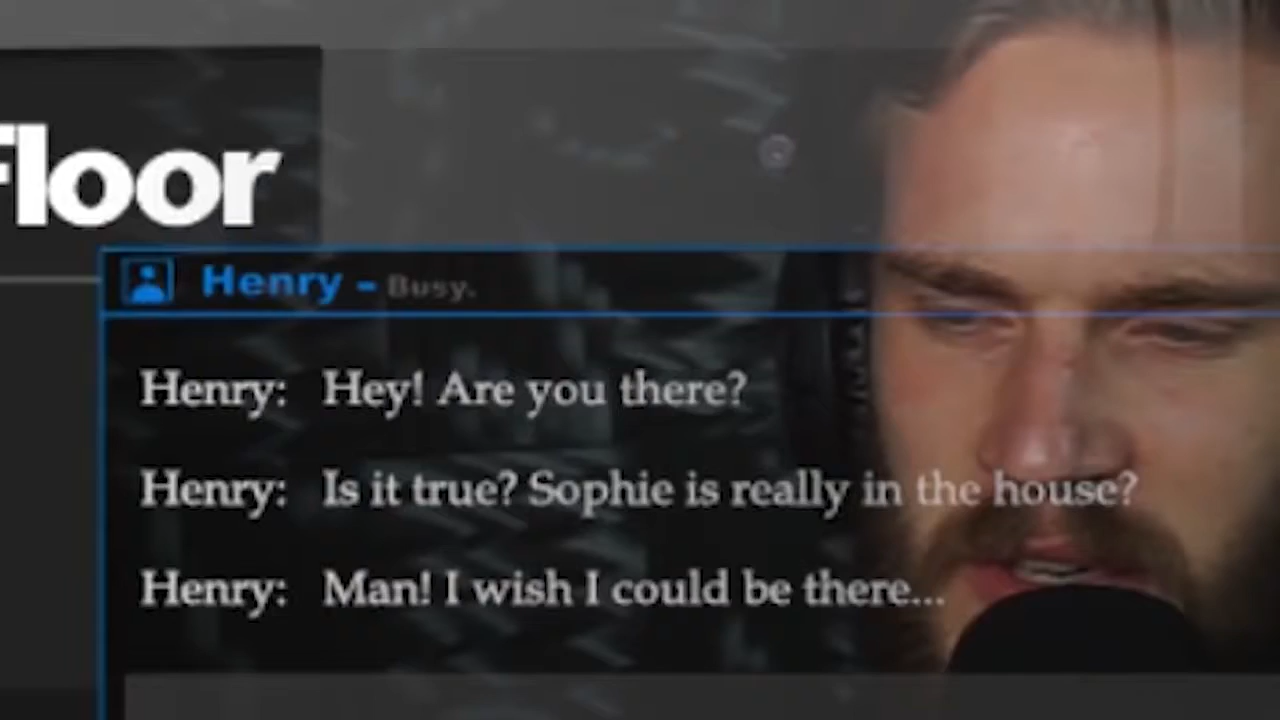 Floor
Henry – Busy.
Henry: Hey! Are you there?
Henry: Is it true? Sophie is really in the house?
Henry: Man! I wish I could be there...